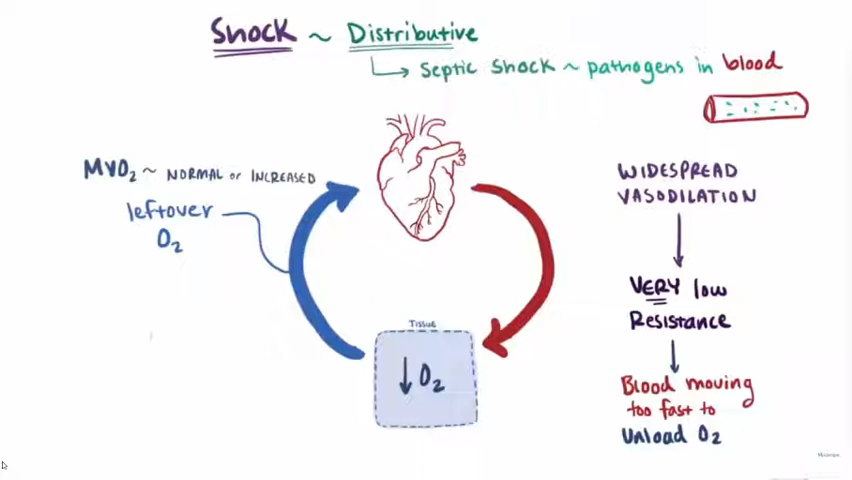 Shock ~ Distributive
Septic Shock ~ pathogens in blood
MVO2 ~ NORMAL or INCREASED
leftover
O2
TISSUE
↓ O2
WIDESPREAD
VASODILATION
VERY low
Resistance
Blood moving
too fast to
Unload O2